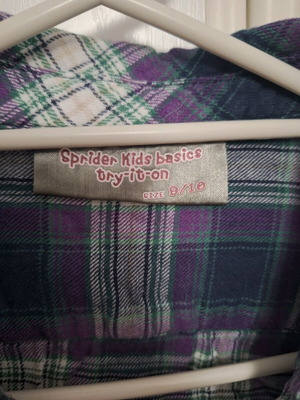 Sprider Kids basics
try-it-on
SIZE 9/10